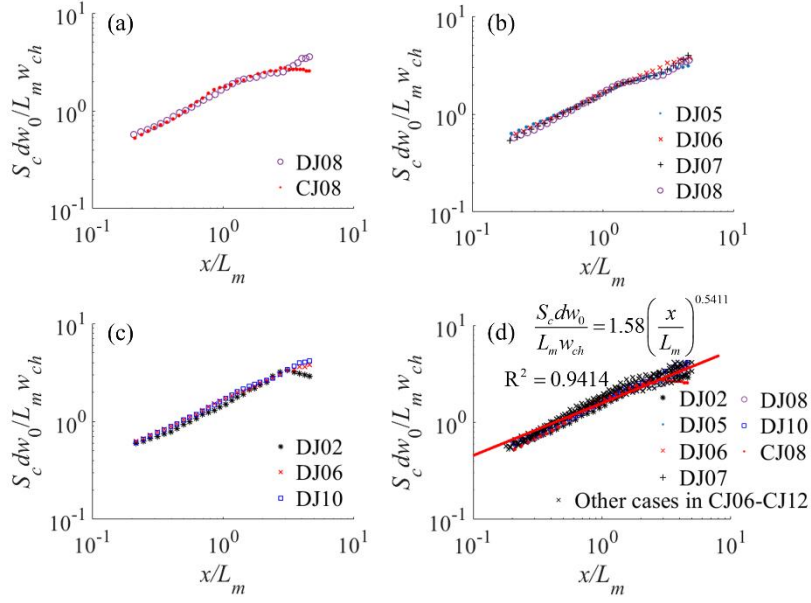 (a)
S_c dw_0/L_m w_ch
10^1
10^0
10^-1
DJ08
CJ08
10^-1 10^0 10^1
x/L_m
(b)
S_c dw_0/L_m w_ch
10^1
10^0
10^-1
DJ05
DJ06
DJ07
DJ08
10^-1 10^0 10^1
x/L_m
(c)
S_c dw_0/L_m w_ch
10^1
10^0
10^-1
DJ02
DJ06
DJ10
10^-1 10^0 10^1
x/L_m
(d)
S_c dw_0/L_m w_ch = 1.58(x/L_m)^0.5411
R^2 = 0.9414
S_c dw_0/L_m w_ch
10^1
10^0
10^-1
DJ02 DJ08
DJ05 DJ10
DJ06 CJ08
DJ07
Other cases in CJ06-CJ12
10^-1 10^0 10^1
x/L_m